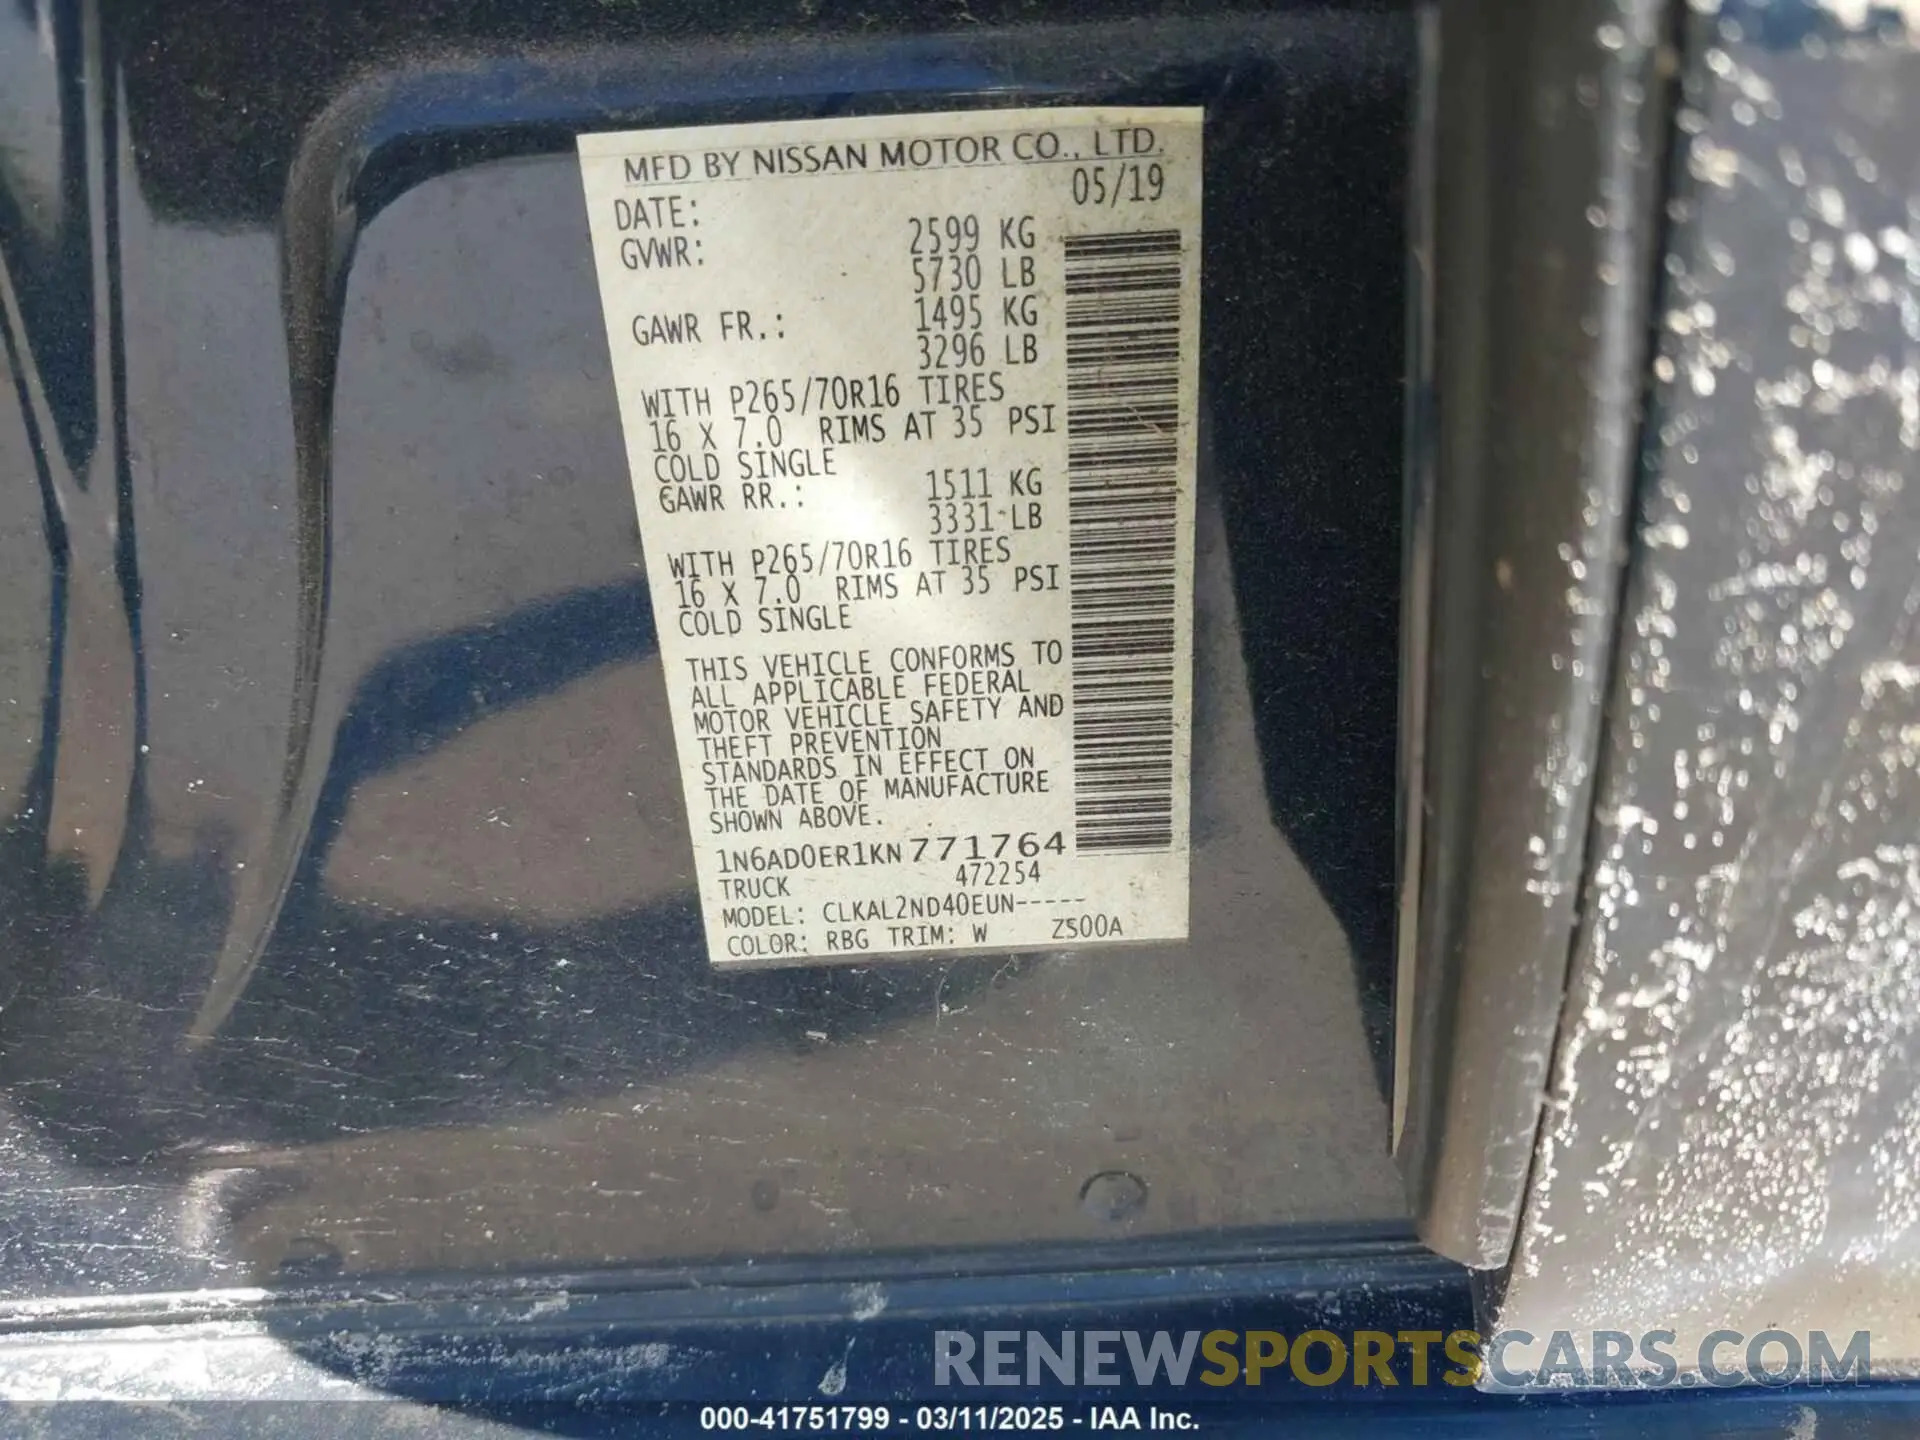 MFD BY NISSAN MOTOR CO., LTD.
DATE: 05/19
GVWR: 2599 KG
5730 LB
GAWR FR.: 1495 KG
3296 LB
WITH P265/70R16 TIRES
16 X 7.0 RIMS AT 35 PSI
COLD SINGLE
GAWR RR.: 1511 KG
3331 LB
WITH P265/70R16 TIRES
16 X 7.0 RIMS AT 35 PSI
COLD SINGLE
THIS VEHICLE CONFORMS TO
ALL APPLICABLE FEDERAL
MOTOR VEHICLE SAFETY AND
THEFT PREVENTION
STANDARDS IN EFFECT ON
THE DATE OF MANUFACTURE
SHOWN ABOVE.
1N6AD0ER1KN771764
TRUCK 472254
MODEL: CLKAL2ND40EUN-----
COLOR: RBG TRIM: W ZS00A
RENEWSPORTSCARS.COM
000-41751799 - 03/11/2025 - IAA Inc.